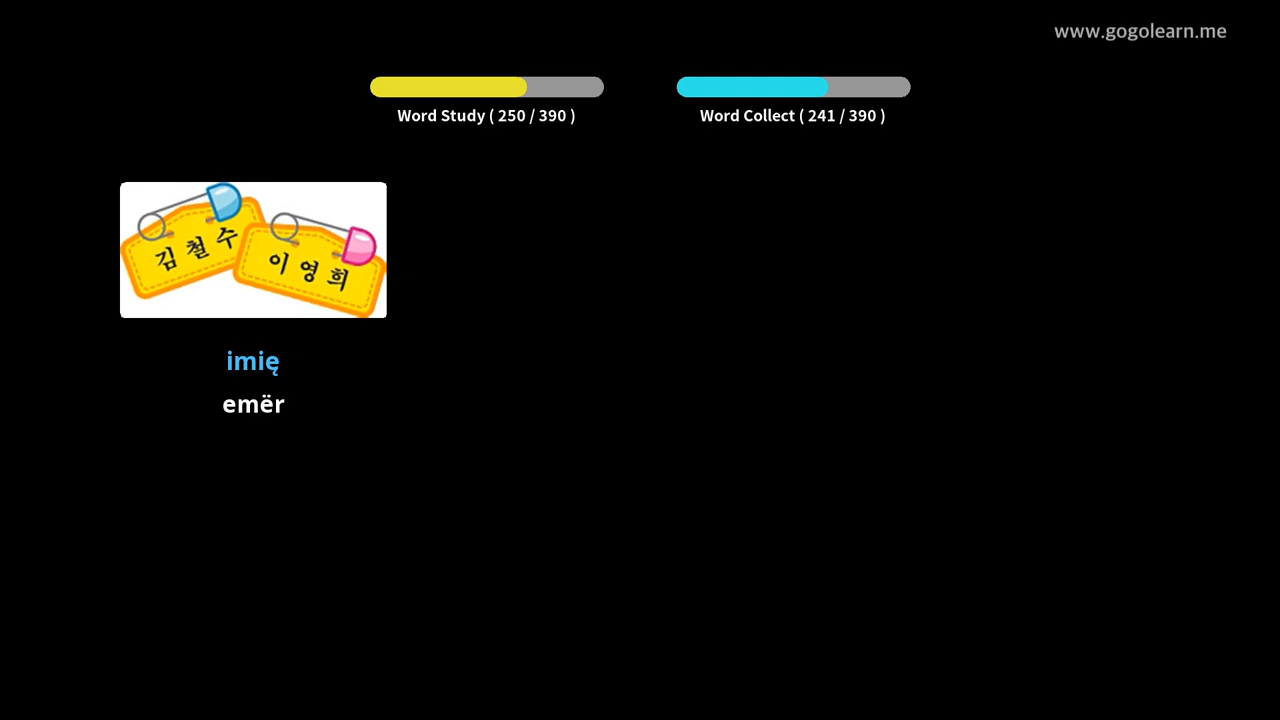 www.gogolearn.me
Word Study ( 250 / 390 )
Word Collect ( 241 / 390 )
김철수
이영희
imię
emër